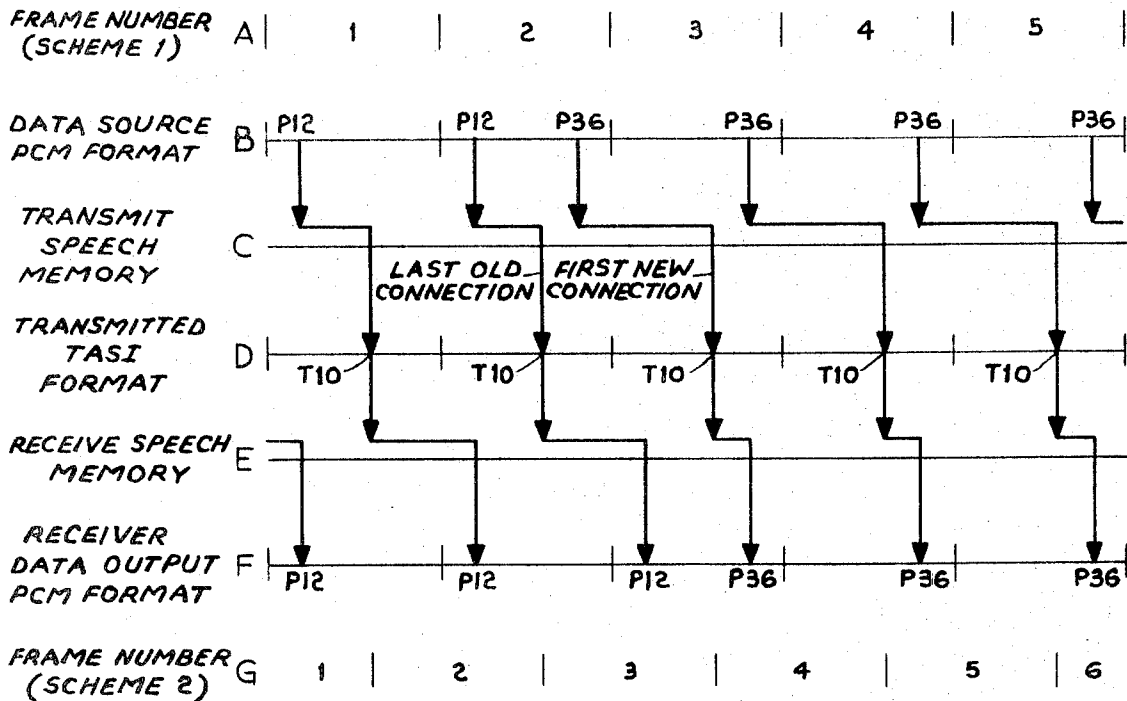 FRAME NUMBER
(SCHEME 1)
A 1 2 3 4 5
P12 P12 P36 P36 P36 P36
DATA SOURCE
PCM FORMAT
B
TRANSMIT
SPEECH
MEMORY
C
LAST OLD
CONNECTION
FIRST NEW
CONNECTION
TRANSMITTED
TASI
FORMAT
D
T10 T10 T10 T10 T10
RECEIVE SPEECH
MEMORY
E
RECEIVER
DATA OUTPUT
PCM FORMAT
F
P12 P12 P12 P36 P36 P36
FRAME NUMBER
(SCHEME 2)
G 1 2 3 4 5 6